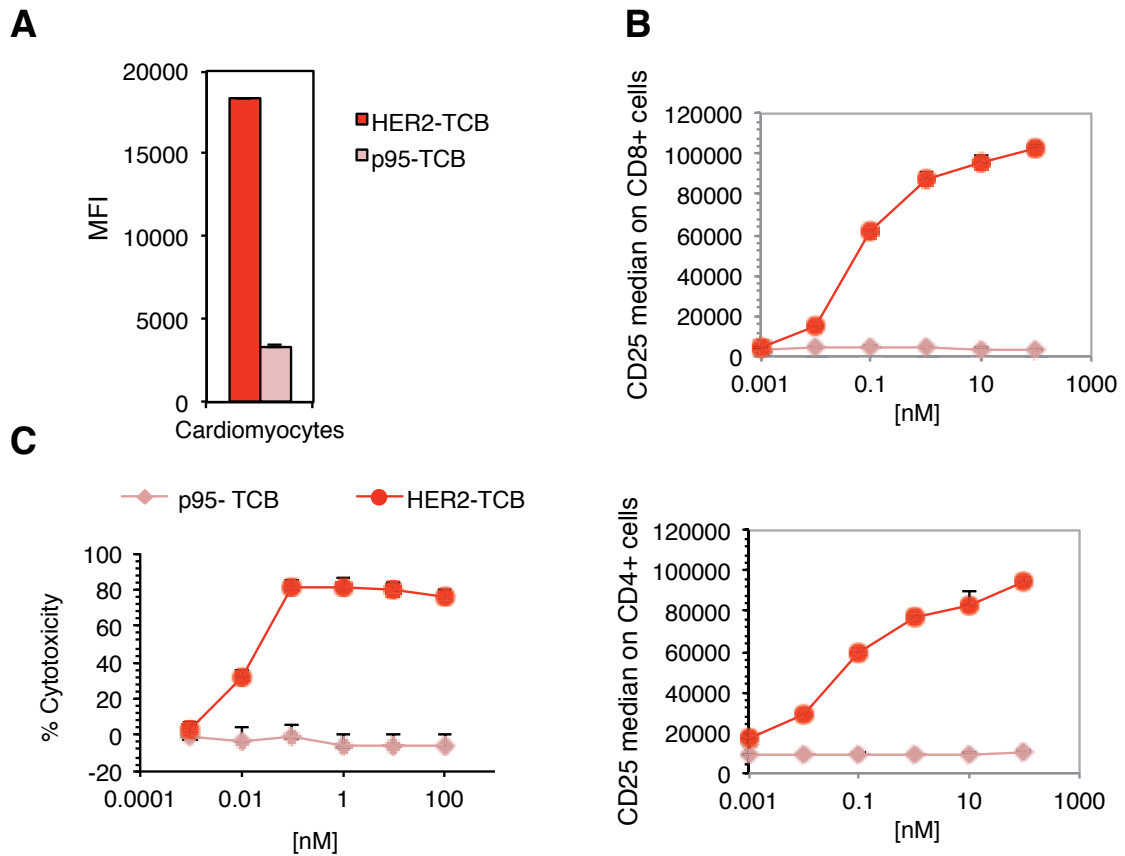 A
20000
15000
10000
5000
0
MFI
Cardiomyocytes
HER2-TCB
p95-TCB
B
CD25 median on CD8+ cells
120000
100000
80000
60000
40000
20000
0
0.001 0.1 10 1000
[nM]
C
p95- TCB HER2-TCB
% Cytotoxicity
100
80
60
40
20
0
-20
0.0001 0.01 1 100
[nM]
CD25 median on CD4+ cells
120000
100000
80000
60000
40000
20000
0
0.001 0.1 10 1000
[nM]